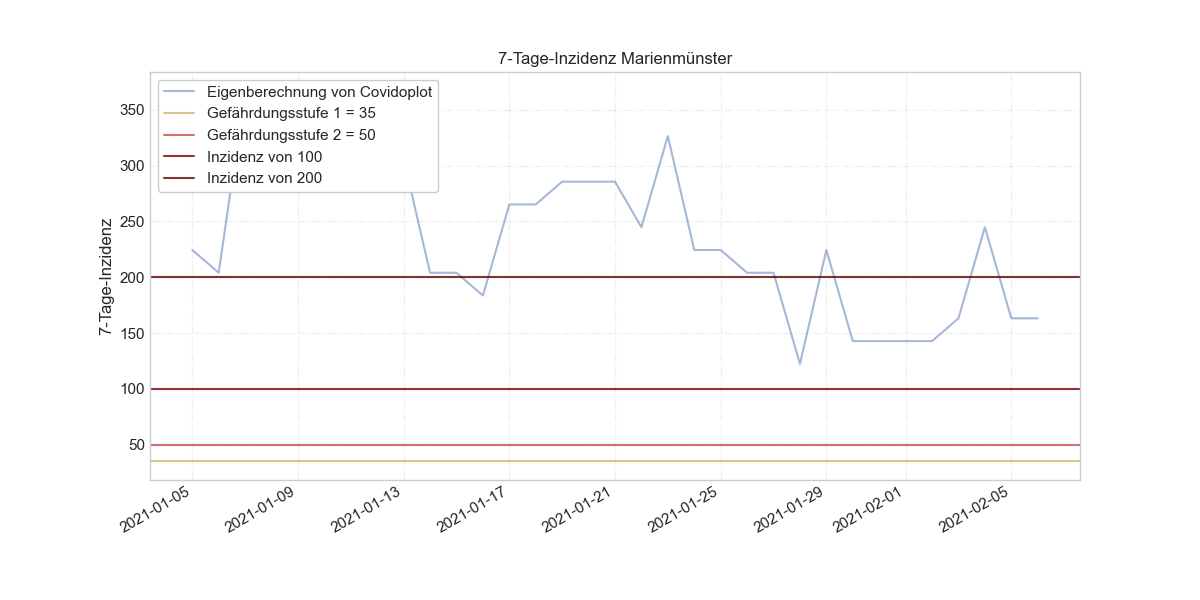 7-Tage-Inzidenz Marienmünster
Eigenberechnung von Covidoplot
Gefährdungsstufe 1 = 35
Gefährdungsstufe 2 = 50
Inzidenz von 100
Inzidenz von 200
7-Tage-Inzidenz
350
300
250
200
150
100
50
2021-01-05
2021-01-09
2021-01-13
2021-01-17
2021-01-21
2021-01-25
2021-01-29
2021-02-01
2021-02-05